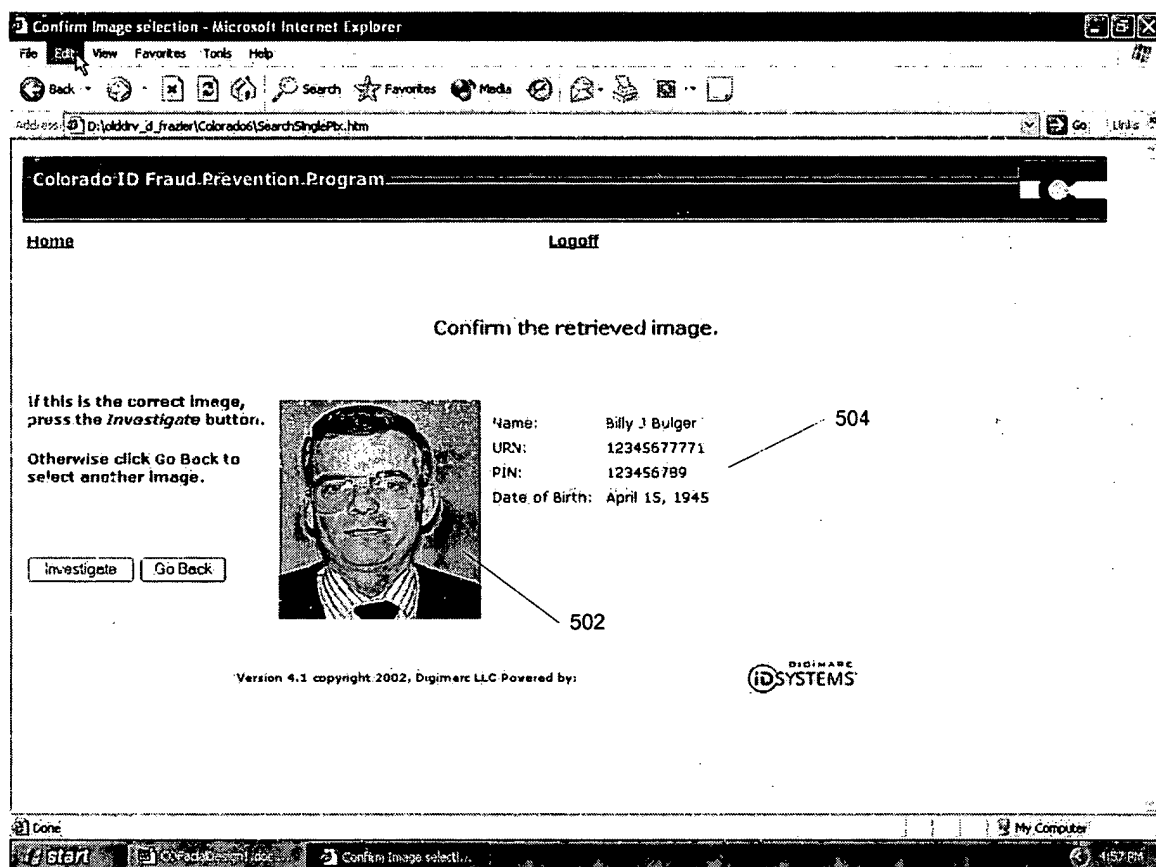 Confirm Image selection - Microsoft Internet Explorer
File Edit View Favorites Tools Help
Back Search Favorites Media
Address D:\olddrv_d_frazier\Colorado6\SearchSinglePix.htm Go Links
Colorado ID Fraud Prevention Program
Home Logoff
Confirm the retrieved image.
If this is the correct image,
press the Investigate button.
Otherwise click Go Back to
select another image.
Investigate Go Back
Name: Billy J Bulger
URN: 12345677771
PIN: 123456789
Date of Birth: April 15, 1945
504
502
Version 4.1 copyright 2002, Digimarc LLC Powered by:
DIGIMARC
iDSYSTEMS
Done My Computer
start Confirm Image selecti... 4:57 PM